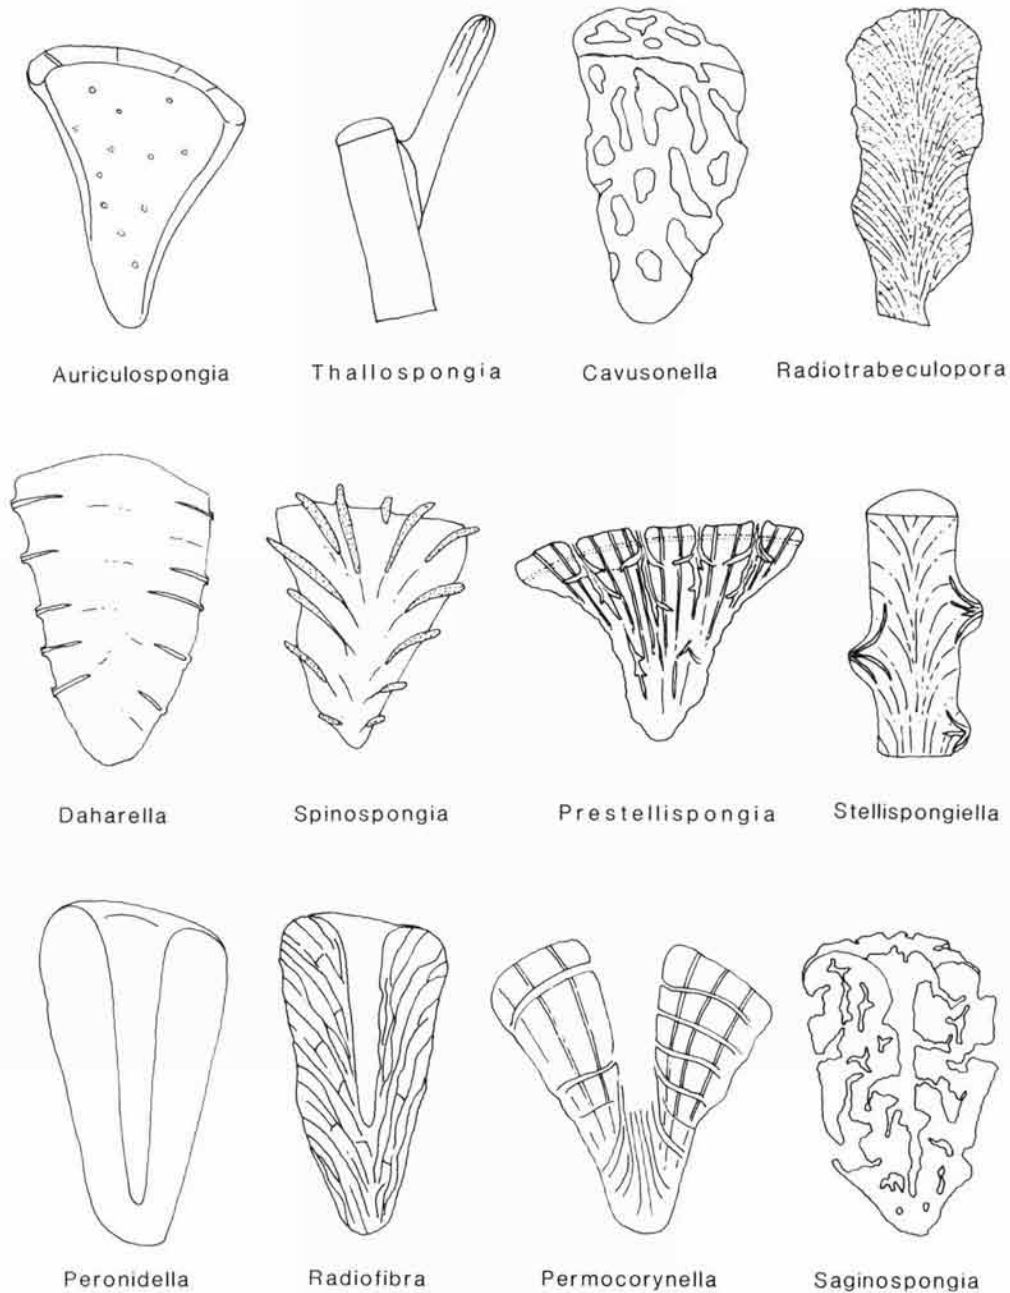 Auriculospongia Thallospongia Cavusonella Radiotrabeculopora
Daharella Spinospongia Prestellispongia Stellispongiella
Peronidella Radiofibra Permocorynella Saginospongia